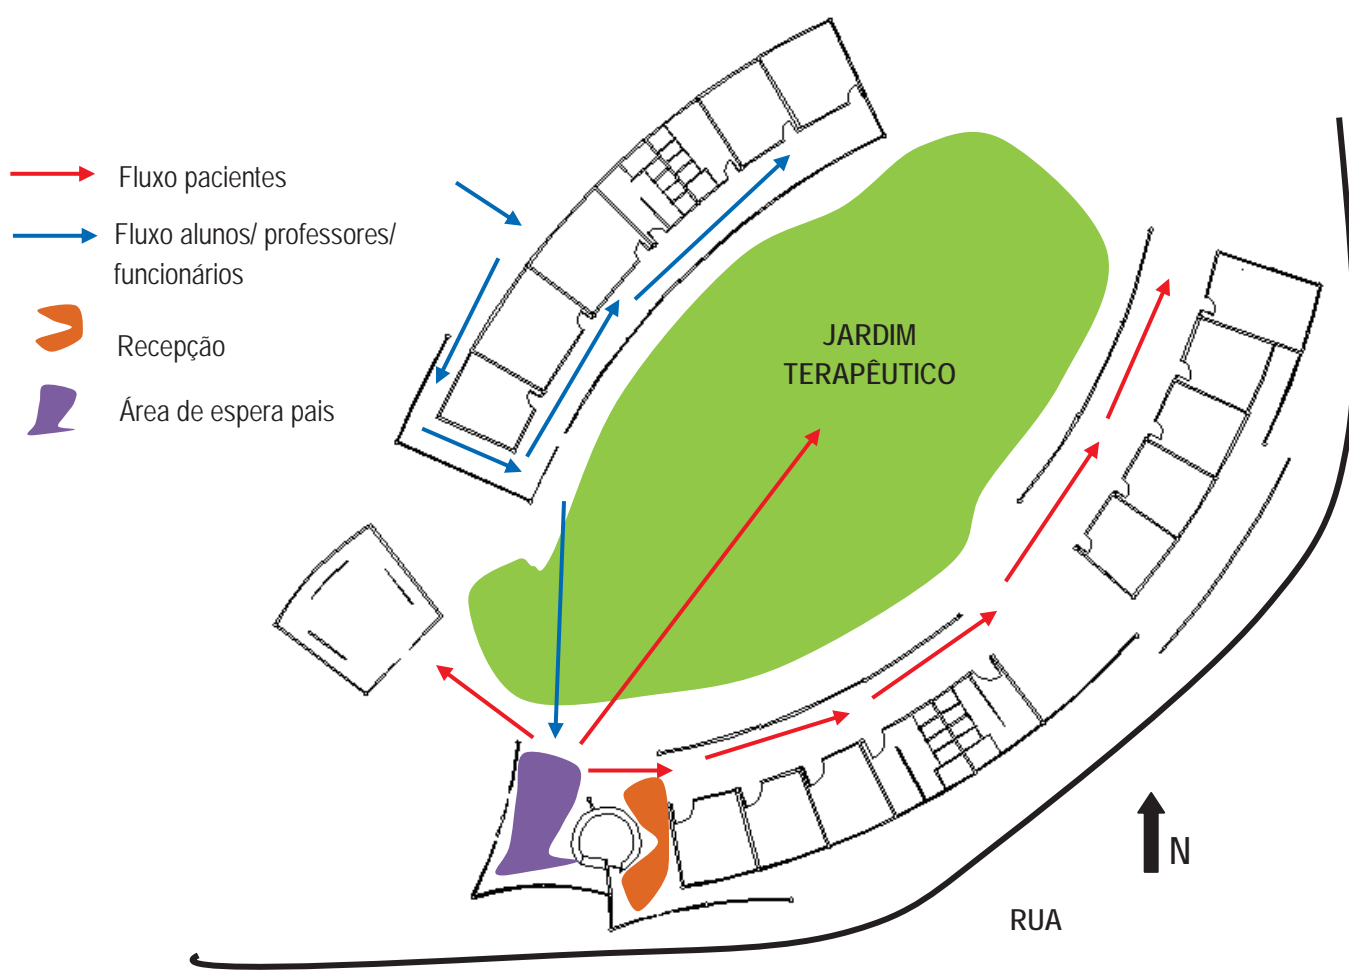 Fluxo pacientes
Fluxo alunos/ professores/
funcionários
Recepção
Área de espera pais
JARDIM
TERAPÊUTICO
N
RUA